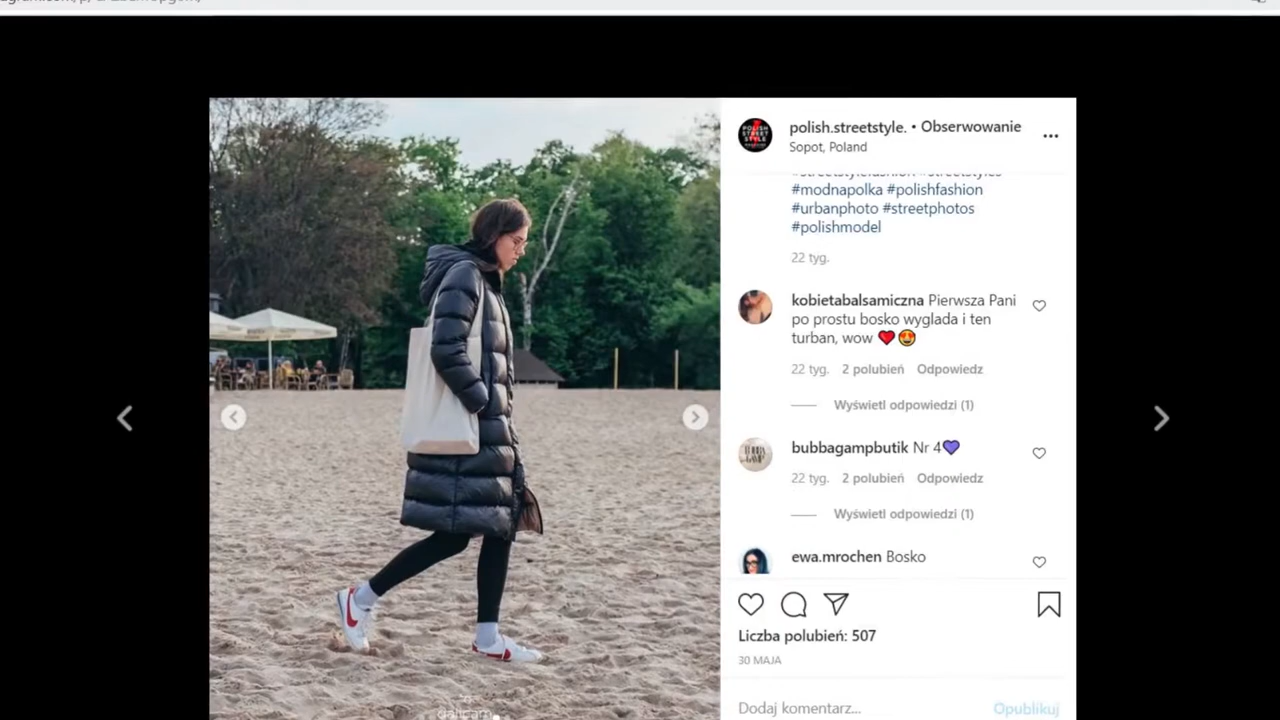 polish.streetstyle. • Obserwowanie
Sopot, Poland
#modnapolka #polishfashion
#urbanphoto #streetphotos
#polishmodel
22 tyg.
kobietabalsamiczna Pierwsza Pani
po prostu bosko wyglada i ten
turban, wow ❤️😍
22 tyg. 2 polubień Odpowiedz
Wyświetl odpowiedzi (1)
bubbagampbutik Nr 4💜
22 tyg. 2 polubień Odpowiedz
Wyświetl odpowiedzi (1)
ewa.mrochen Bosko
Liczba polubień: 507
30 MAJA
Dodaj komentarz...
Opublikuj